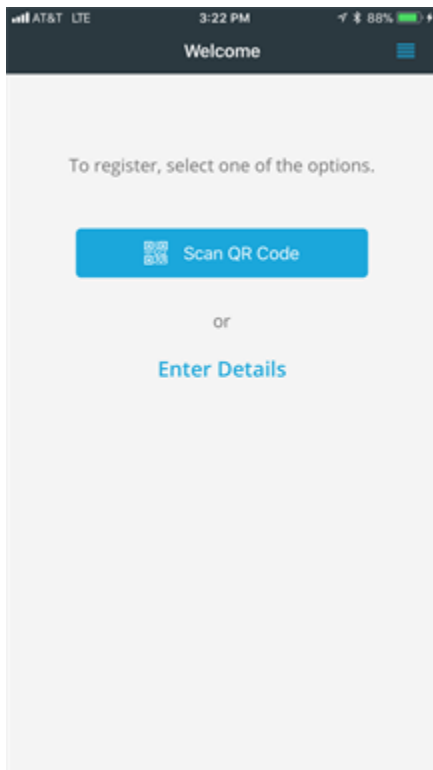 AT&T LTE 3:22 PM 88%
Welcome
To register, select one of the options.
Scan QR Code
or
Enter Details